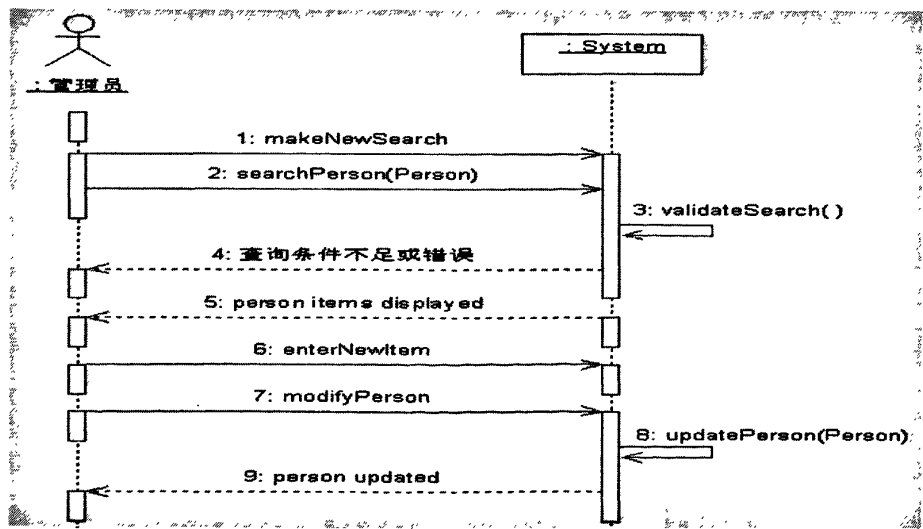 : System
: 管理员
1: makeNewSearch
2: searchPerson(Person)
3: validateSearch( )
4: 查询条件不足或错误
5: person items displayed
6: enterNewItem
7: modifyPerson
8: updatePerson(Person)
9: person updated